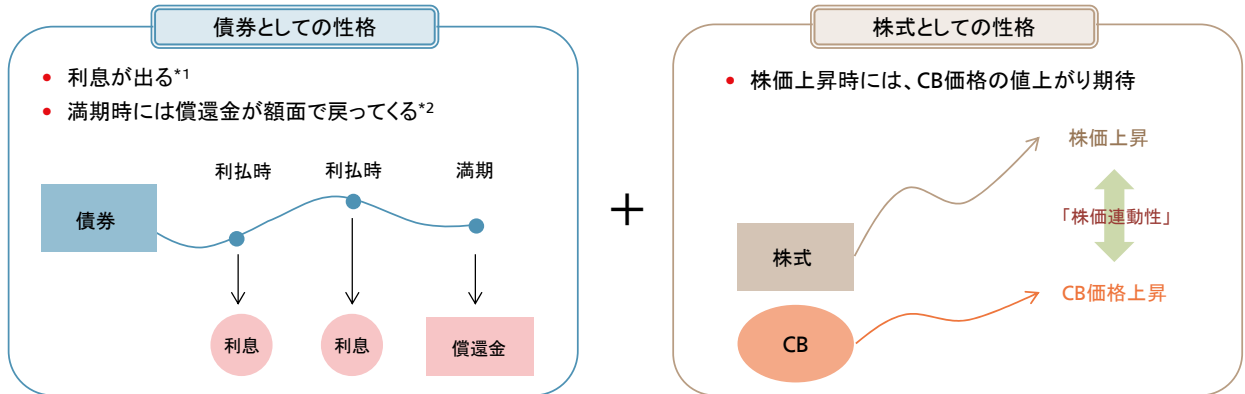 債券としての性格
• 利息が出る*1
• 満期時には償還金が額面で戻ってくる*2
利払時 利払時 満期
債券
利息 利息 償還金
+
株式としての性格
• 株価上昇時には、CB価格の値上がり期待
株価上昇
「株価連動性」
株式
CB価格上昇
CB